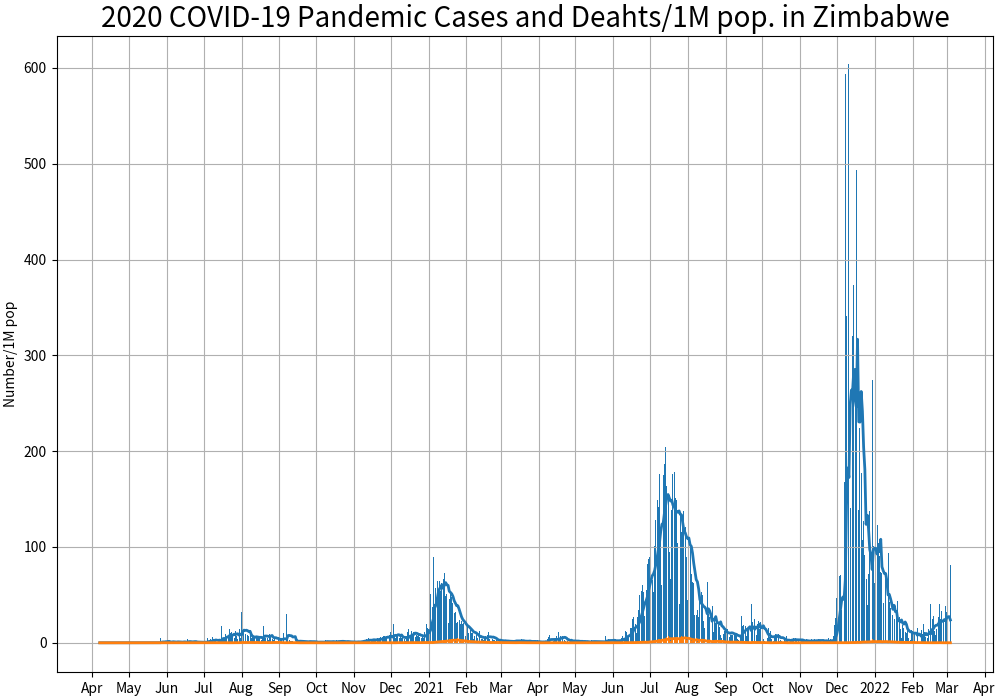 2020 COVID-19 Pandemic Cases and Deahts/1M pop. in Zimbabwe
Number/1M pop
600
500
400
300
200
100
0
Apr May Jun Jul Aug Sep Oct Nov Dec 2021 Feb Mar Apr May Jun Jul Aug Sep Oct Nov Dec 2022 Feb Mar Apr